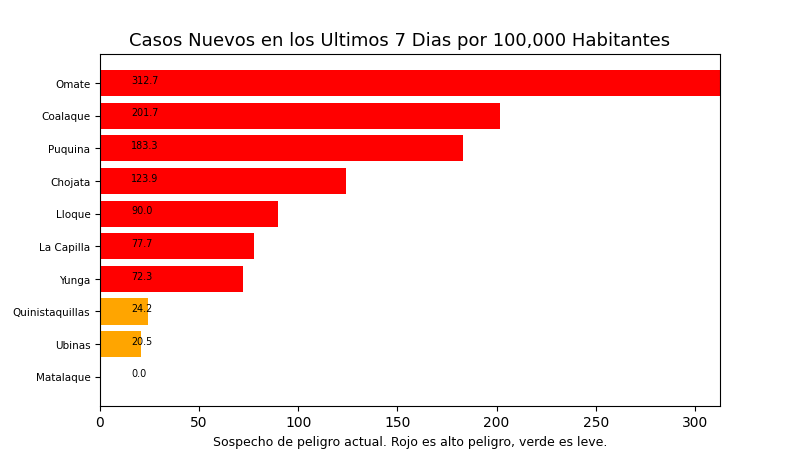 Casos Nuevos en los Ultimos 7 Dias por 100,000 Habitantes
Omate 312.7
Coalaque 201.7
Puquina 183.3
Chojata 123.9
Lloque 90.0
La Capilla 77.7
Yunga 72.3
Quinistaquillas 24.2
Ubinas 20.5
Matalaque 0.0
0 50 100 150 200 250 300
Sospecho de peligro actual. Rojo es alto peligro, verde es leve.